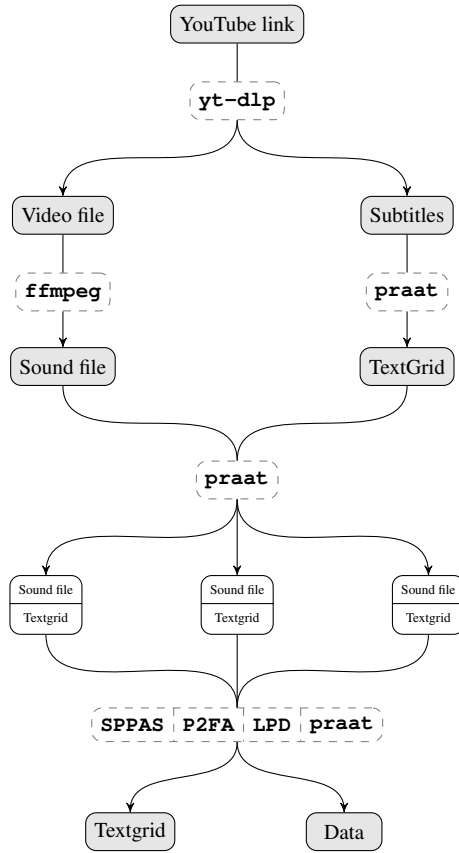 YouTube link
yt-dlp
Video file Subtitles
ffmpeg praat
Sound file TextGrid
praat
Sound file Sound file Sound file
Textgrid Textgrid Textgrid
SPPAS P2FA LPD praat
Textgrid Data